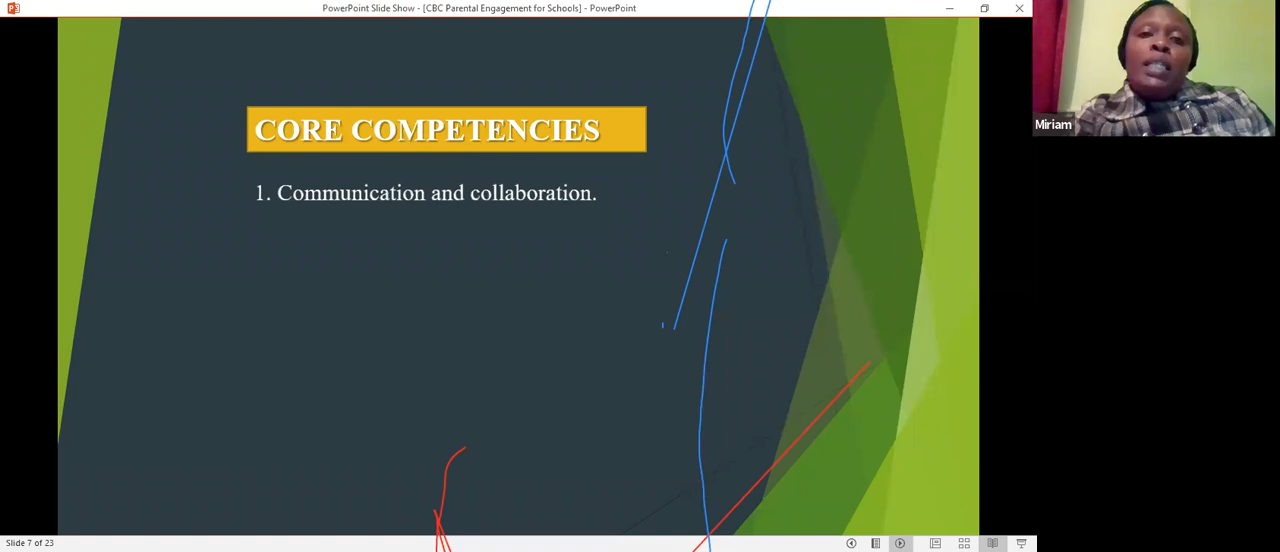 PowerPoint Slide Show - [CBC Parental Engagement for Schools] - PowerPoint
CORE COMPETENCIES
1. Communication and collaboration.
Miriam
Slide 7 of 23